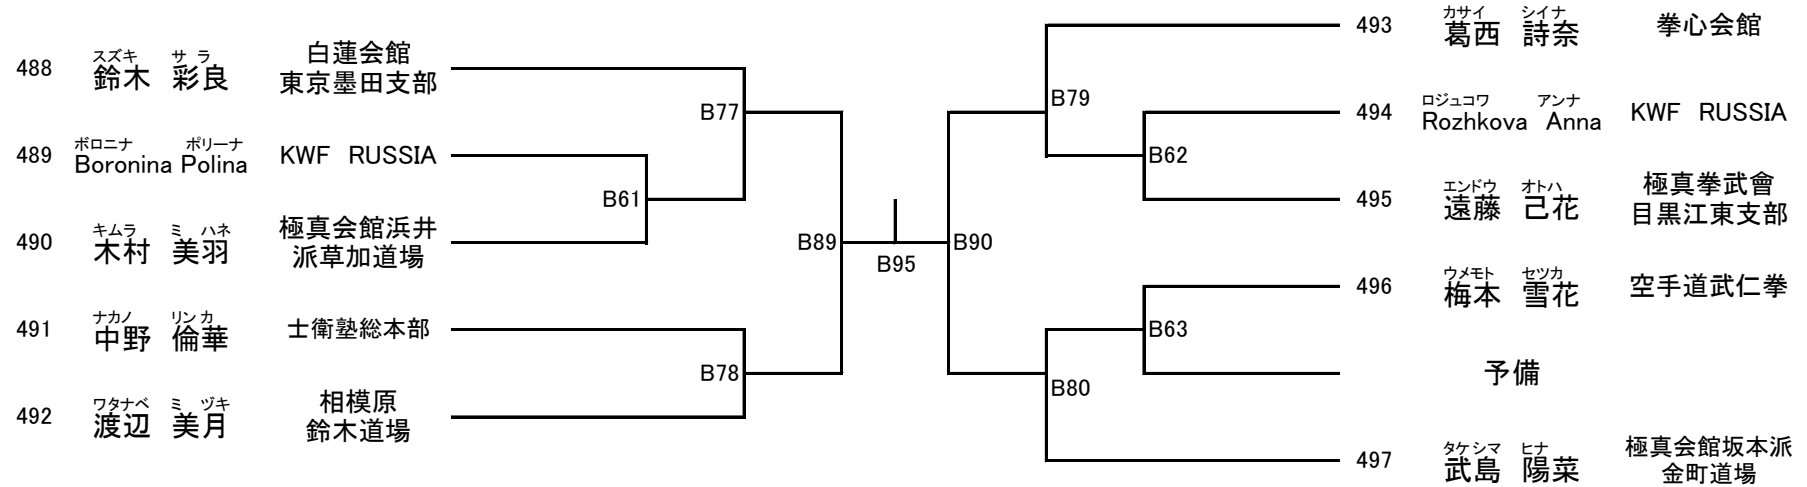 488
スズキ サラ
鈴木 彩良
白蓮会館
東京墨田支部
489
ボロニナ ポリーナ
Boronina Polina
KWF RUSSIA
490
キムラ ミ ハネ
木村 美羽
極真会館浜井
派草加道場
491
ナカノ リンカ
中野 倫華
士衛塾総本部
492
ワタナベ ミ ヅキ
渡辺 美月
相模原
鈴木道場
B77
B61
B78
B89
B95
B90
B79
B62
B63
B80
493
カサイ シイナ
葛西 詩奈
拳心会館
494
ロジュコワ アンナ
Rozhkova Anna
KWF RUSSIA
495
エンドウ オトハ
遠藤 己花
極真拳武會
目黒江東支部
496
ウメモト セツカ
梅本 雪花
空手道武仁拳
予備
497
タケシマ ヒナ
武島 陽菜
極真会館坂本派
金町道場